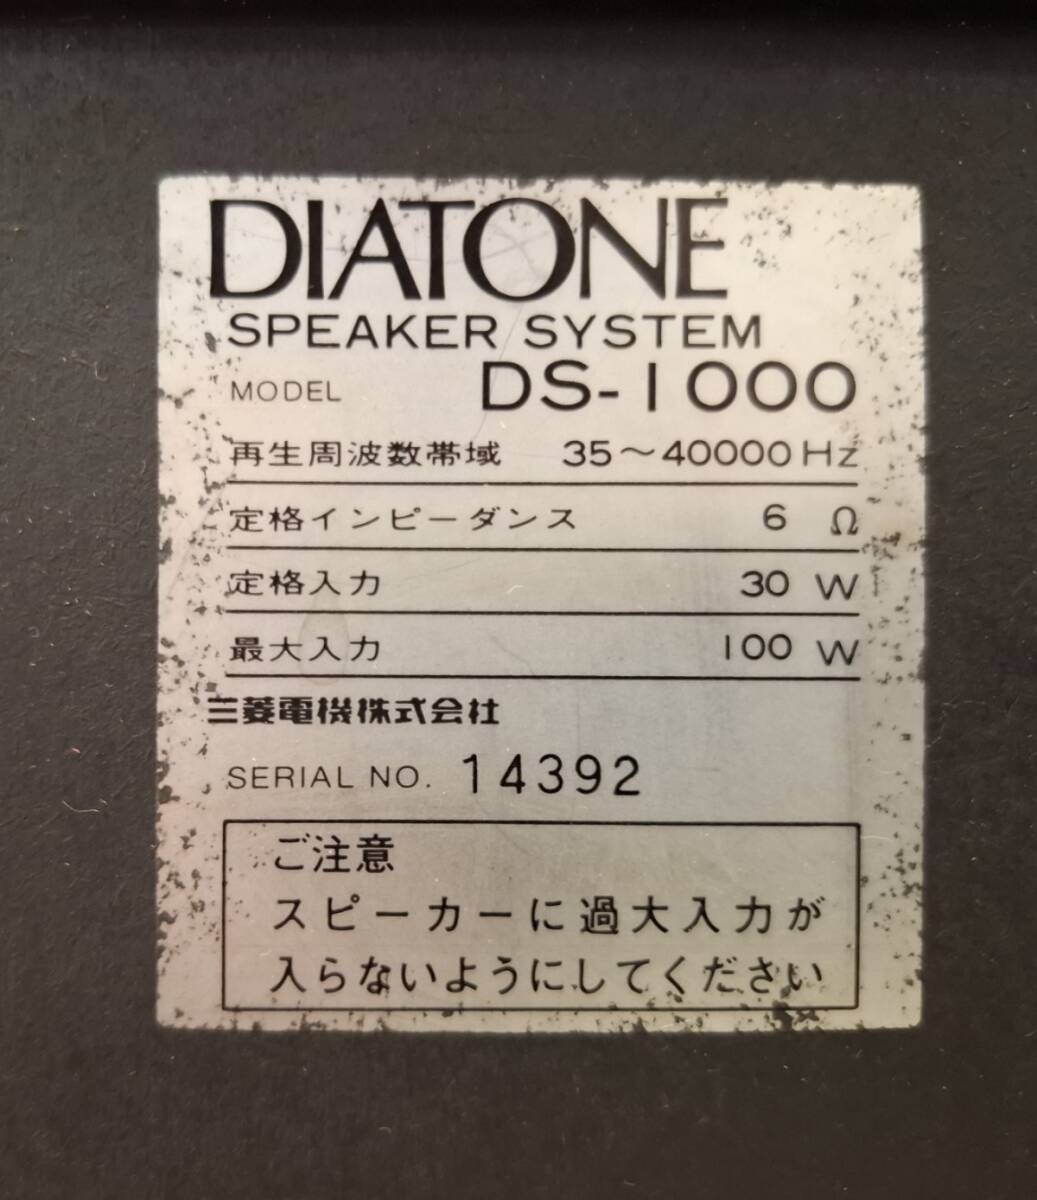 DIATONE
SPEAKER SYSTEM
MODEL DS-1000
再生周波数帯域 35〜40000 Hz
定格インピーダンス 6 Ω
定格入力 30 W
最大入力 100 W
三菱電機株式会社
SERIAL NO. 14392
ご注意
スピーカーに過大入力が
入らないようにしてください